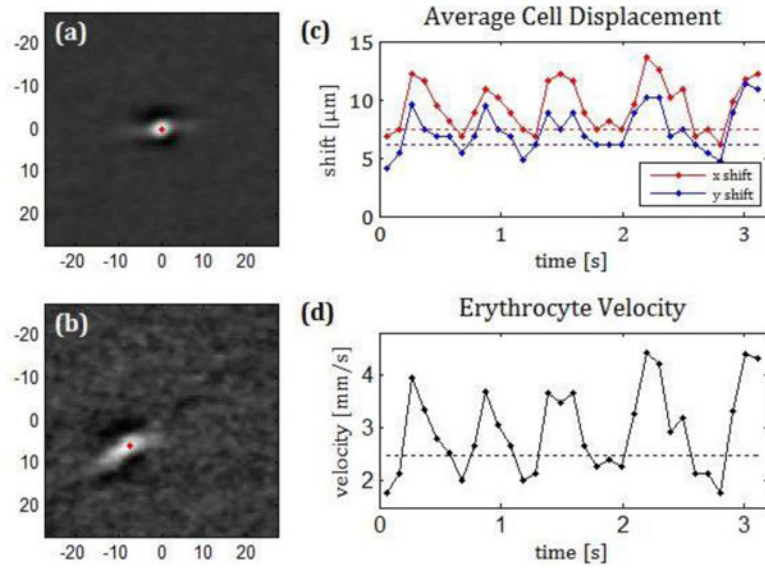 (a)
-20
-10
0
10
20
-20 -10 0 10 20
(b)
-20
-10
0
10
20
-20 -10 0 10 20
(c) Average Cell Displacement
15
10
5
0
shift [μm]
x shift
y shift
0 1 2 3
time [s]
(d) Erythrocyte Velocity
4
3
2
velocity [mm/s]
0 1 2 3
time [s]